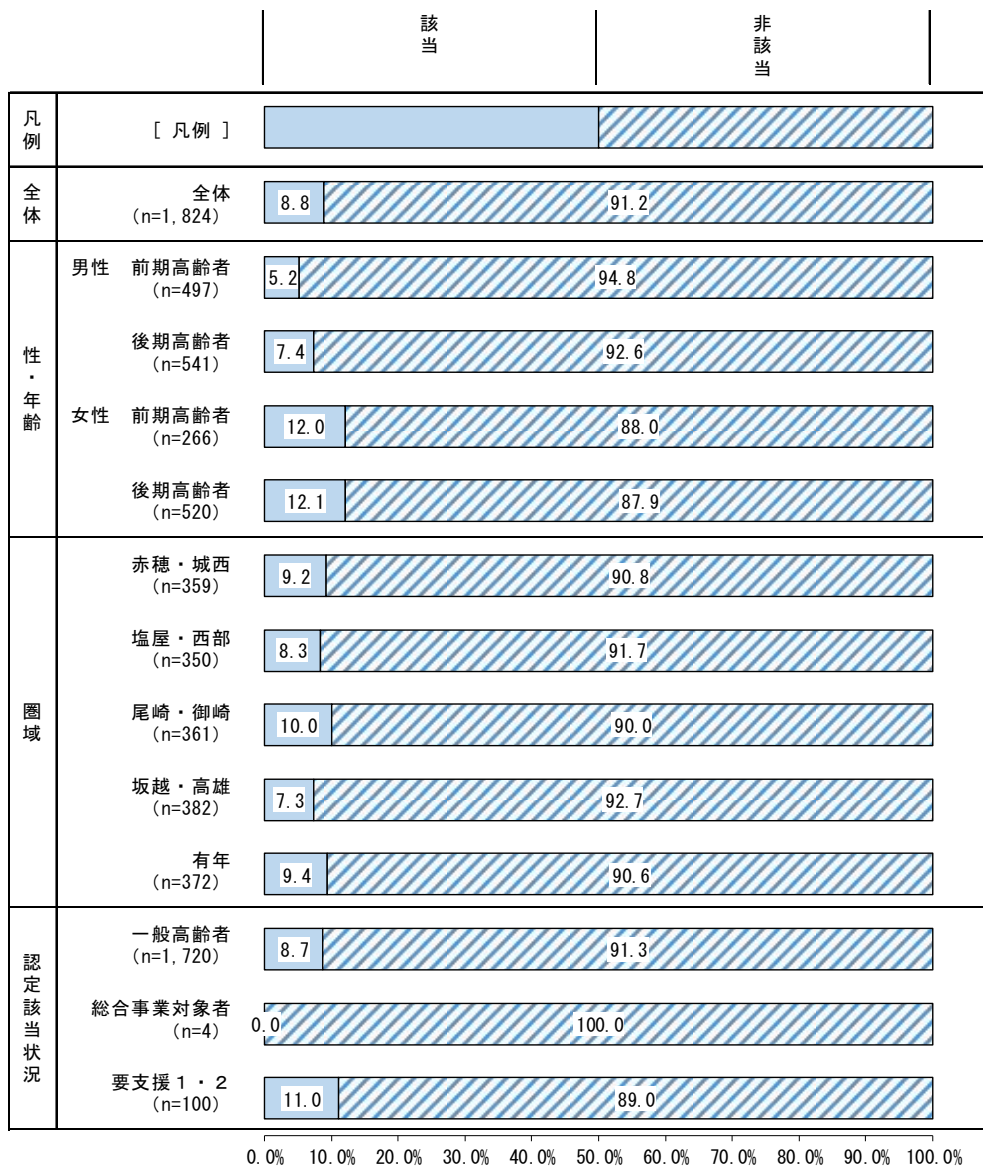 該当
非該当
凡例
[ 凡例 ]
全体
全体
(n=1,824)
8.8
91.2
性・年齢
男性 前期高齢者
(n=497)
5.2
94.8
後期高齢者
(n=541)
7.4
92.6
女性 前期高齢者
(n=266)
12.0
88.0
後期高齢者
(n=520)
12.1
87.9
圏域
赤穂・城西
(n=359)
9.2
90.8
塩屋・西部
(n=350)
8.3
91.7
尾崎・御崎
(n=361)
10.0
90.0
坂越・高雄
(n=382)
7.3
92.7
有年
(n=372)
9.4
90.6
認定該当状況
一般高齢者
(n=1,720)
8.7
91.3
総合事業対象者
(n=4)
0.0
100.0
要支援１・２
(n=100)
11.0
89.0
0.0% 10.0% 20.0% 30.0% 40.0% 50.0% 60.0% 70.0% 80.0% 90.0% 100.0%